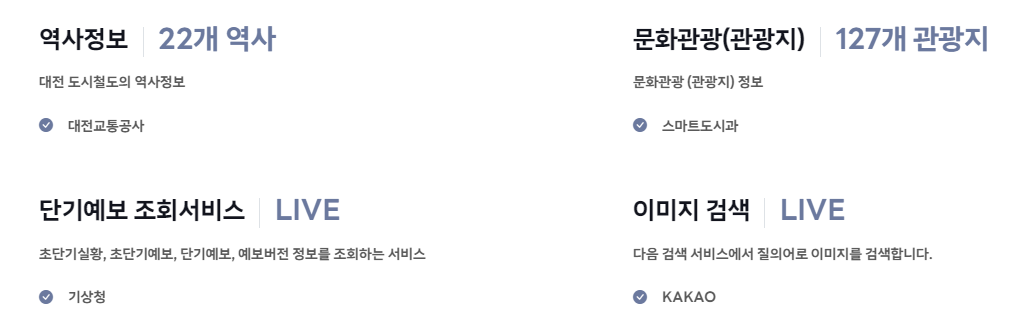 역사정보 22개 역사
대전 도시철도의 역사정보
대전교통공사
문화관광(관광지) 127개 관광지
문화관광 (관광지) 정보
스마트도시과
단기예보 조회서비스 LIVE
초단기실황, 초단기예보, 단기예보, 예보버전 정보를 조회하는 서비스
기상청
이미지 검색 LIVE
다음 검색 서비스에서 질의어로 이미지를 검색합니다.
KAKAO